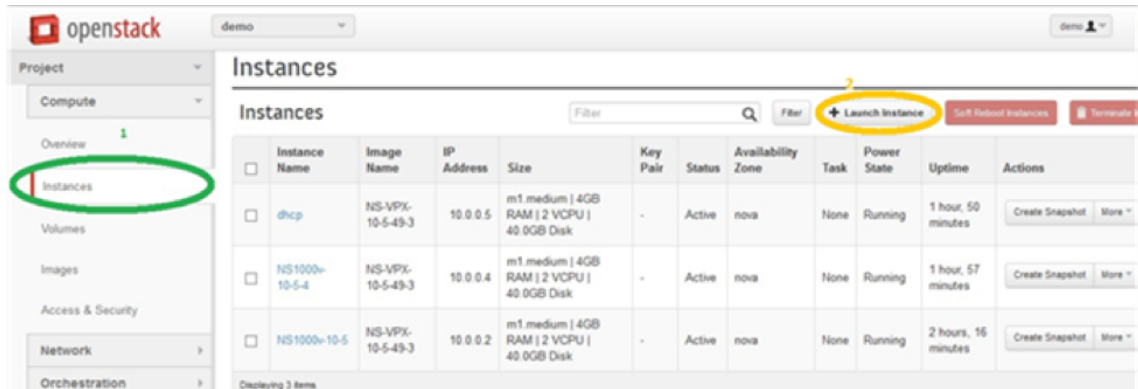 openstack
demo
demo
Project
Instances
2
Compute
Instances
Filter
Filter
+ Launch Instance
Soft Reboot Instances
Terminate
Overview
1
Instances
Volumes
Images
Access & Security
Network
Orchestration
Instance Name
Image Name
IP Address
Size
Key Pair
Status
Availability Zone
Task
Power State
Uptime
Actions
dhcp
NS-VPX-
10-5-49-3
10.0.0.5
m1.medium | 4GB
RAM | 2 VCPU |
40.0GB Disk
-
Active
nova
None
Running
1 hour, 50
minutes
Create Snapshot
More
NS1000v-
10-5-4
NS-VPX-
10-5-49-3
10.0.0.4
m1.medium | 4GB
RAM | 2 VCPU |
40.0GB Disk
-
Active
nova
None
Running
1 hour, 57
minutes
Create Snapshot
More
NS1000v-10-5
NS-VPX-
10-5-49-3
10.0.0.2
m1.medium | 4GB
RAM | 2 VCPU |
40.0GB Disk
-
Active
nova
None
Running
2 hours, 16
minutes
Create Snapshot
More
Displaying 3 items